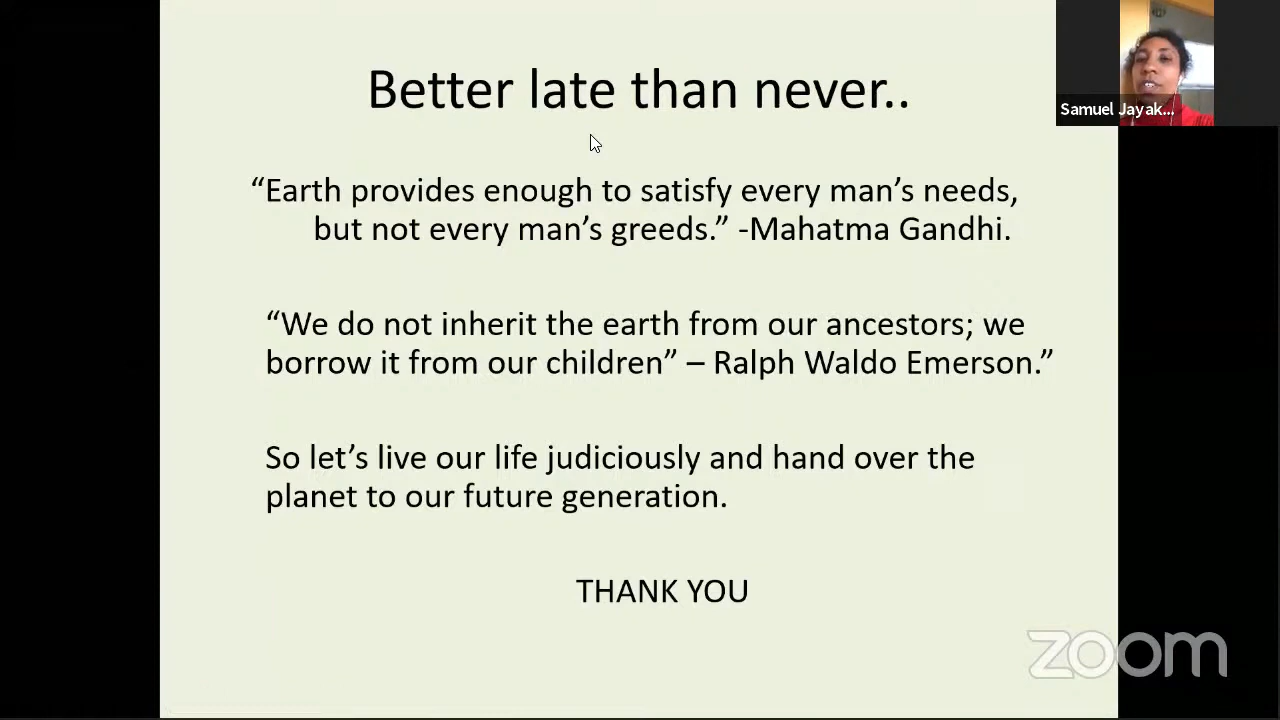 Better late than never..
Samuel Jayak...
“Earth provides enough to satisfy every man’s needs,
but not every man’s greeds.” -Mahatma Gandhi.
“We do not inherit the earth from our ancestors; we
borrow it from our children” – Ralph Waldo Emerson.”
So let’s live our life judiciously and hand over the
planet to our future generation.
THANK YOU
zoom